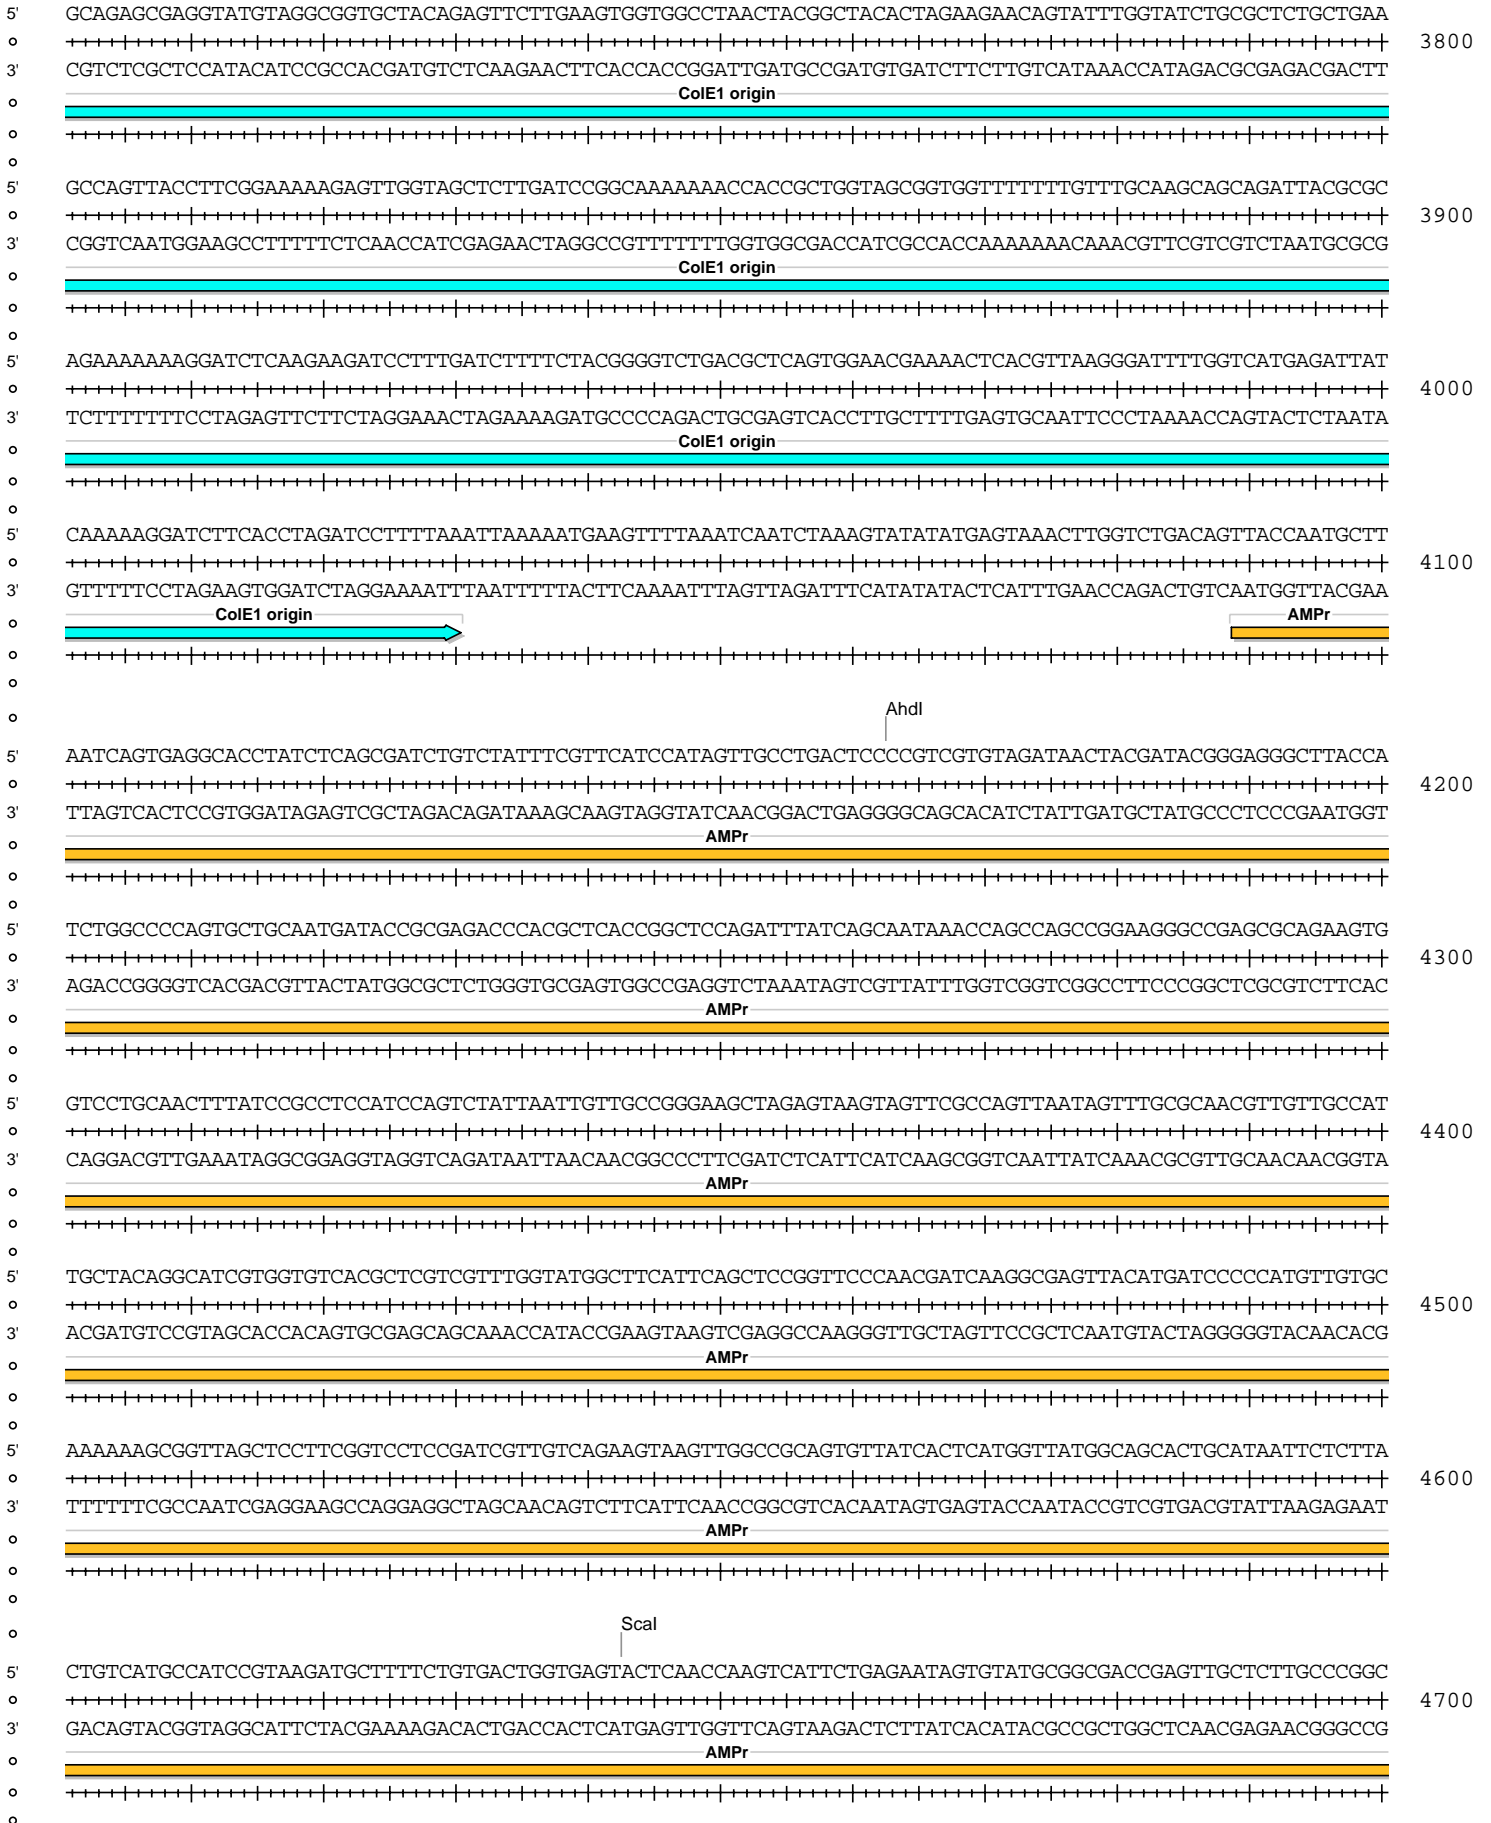 5' GCAGAGCGAGGTATGTAGGCGGTGCTACAGAGTTCTTGAAGTGGTGGCCTAACTACGGCTACACTAGAAGAACAGTATTTGGTATCTGCGCTCTGCTGAA
3800
3' CGTCTCGCTCCATACATCCGCCACGATGTCTCAAGAACTTCACCACCGGATTGATGCCGATGTGATCTTCTTGTCATAAACCATAGACGCGAGACGACTT
ColE1 origin
5' GCCAGTTACCTTCGGAAAAAGAGTTGGTAGCTCTTGATCCGGCAAAAAAACCACCGCTGGTAGCGGTGGTTTTTTTGTTTGCAAGCAGCAGATTACGCGC
3900
3' CGGTCAATGGAAGCCTTTTTCTCAACCATCGAGAACTAGGCCGTTTTTTTGGTGGCGACCATCGCCACCAAAAAAACAAACGTTCGTCGTCTAATGCGCG
ColE1 origin
5' AGAAAAAAAGGATCTCAAGAAGATCCTTTGATCTTTTCTACGGGGTCTGACGCTCAGTGGAACGAAAACTCACGTTAAGGGATTTTGGTCATGAGATTAT
4000
3' TCTTTTTTTCCTAGAGTTCTTCTAGGAAACTAGAAAAGATGCCCCAGACTGCGAGTCACCTTGCTTTTGAGTGCAATTCCCTAAAACCAGTACTCTAATA
ColE1 origin
5' CAAAAAGGATCTTCACCTAGATCCTTTTAAATTAAAAATGAAGTTTTAAATCAATCTAAAGTATATATGAGTAAACTTGGTCTGACAGTTACCAATGCTT
4100
3' GTTTTTCCTAGAAGTGGATCTAGGAAAATTTAATTTTTACTTCAAAATTTAGTTAGATTTCATATATACTCATTTGAACCAGACTGTCAATGGTTACGAA
ColE1 origin AMPr
AhdI
5' AATCAGTGAGGCACCTATCTCAGCGATCTGTCTATTTCGTTCATCCATAGTTGCCTGACTCCCCGTCGTGTAGATAACTACGATACGGGAGGGCTTACCA
4200
3' TTAGTCACTCCGTGGATAGAGTCGCTAGACAGATAAAGCAAGTAGGTATCAACGGACTGAGGGGCAGCACATCTATTGATGCTATGCCCTCCCGAATGGT
AMPr
5' TCTGGCCCCAGTGCTGCAATGATACCGCGAGACCCACGCTCACCGGCTCCAGATTTATCAGCAATAAACCAGCCAGCCGGAAGGGCCGAGCGCAGAAGTG
4300
3' AGACCGGGGTCACGACGTTACTATGGCGCTCTGGGTGCGAGTGGCCGAGGTCTAAATAGTCGTTATTTGGTCGGTCGGCCTTCCCGGCTCGCGTCTTCAC
AMPr
5' GTCCTGCAACTTTATCCGCCTCCATCCAGTCTATTAATTGTTGCCGGGAAGCTAGAGTAAGTAGTTCGCCAGTTAATAGTTTGCGCAACGTTGTTGCCAT
4400
3' CAGGACGTTGAAATAGGCGGAGGTAGGTCAGATAATTAACAACGGCCCTTCGATCTCATTCATCAAGCGGTCAATTATCAAACGCGTTGCAACAACGGTA
AMPr
5' TGCTACAGGCATCGTGGTGTCACGCTCGTCGTTTGGTATGGCTTCATTCAGCTCCGGTTCCCAACGATCAAGGCGAGTTACATGATCCCCCATGTTGTGC
4500
3' ACGATGTCCGTAGCACCACAGTGCGAGCAGCAAACCATACCGAAGTAAGTCGAGGCCAAGGGTTGCTAGTTCCGCTCAATGTACTAGGGGGTACAACACG
AMPr
5' AAAAAAGCGGTTAGCTCCTTCGGTCCTCCGATCGTTGTCAGAAGTAAGTTGGCCGCAGTGTTATCACTCATGGTTATGGCAGCACTGCATAATTCTCTTA
4600
3' TTTTTTCGCCAATCGAGGAAGCCAGGAGGCTAGCAACAGTCTTCATTCAACCGGCGTCACAATAGTGAGTACCAATACCGTCGTGACGTATTAAGAGAAT
AMPr
ScaI
5' CTGTCATGCCATCCGTAAGATGCTTTTCTGTGACTGGTGAGTACTCAACCAAGTCATTCTGAGAATAGTGTATGCGGCGACCGAGTTGCTCTTGCCCGGC
4700
3' GACAGTACGGTAGGCATTCTACGAAAAGACACTGACCACTCATGAGTTGGTTCAGTAAGACTCTTATCACATACGCCGCTGGCTCAACGAGAACGGGCCG
AMPr